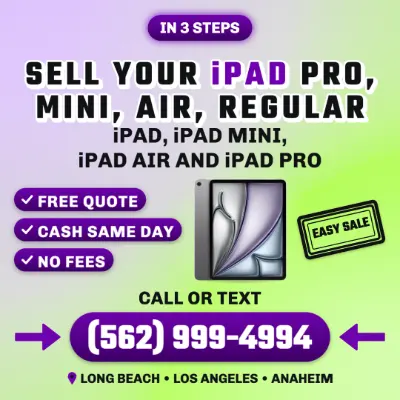 IN 3 STEPS
SELL YOUR iPAD PRO,
MINI, AIR, REGULAR
iPAD, iPAD MINI,
iPAD AIR AND iPAD PRO
FREE QUOTE
CASH SAME DAY
NO FEES
EASY SALE
CALL OR TEXT
(562) 999-4994
LONG BEACH • LOS ANGELES • ANAHEIM